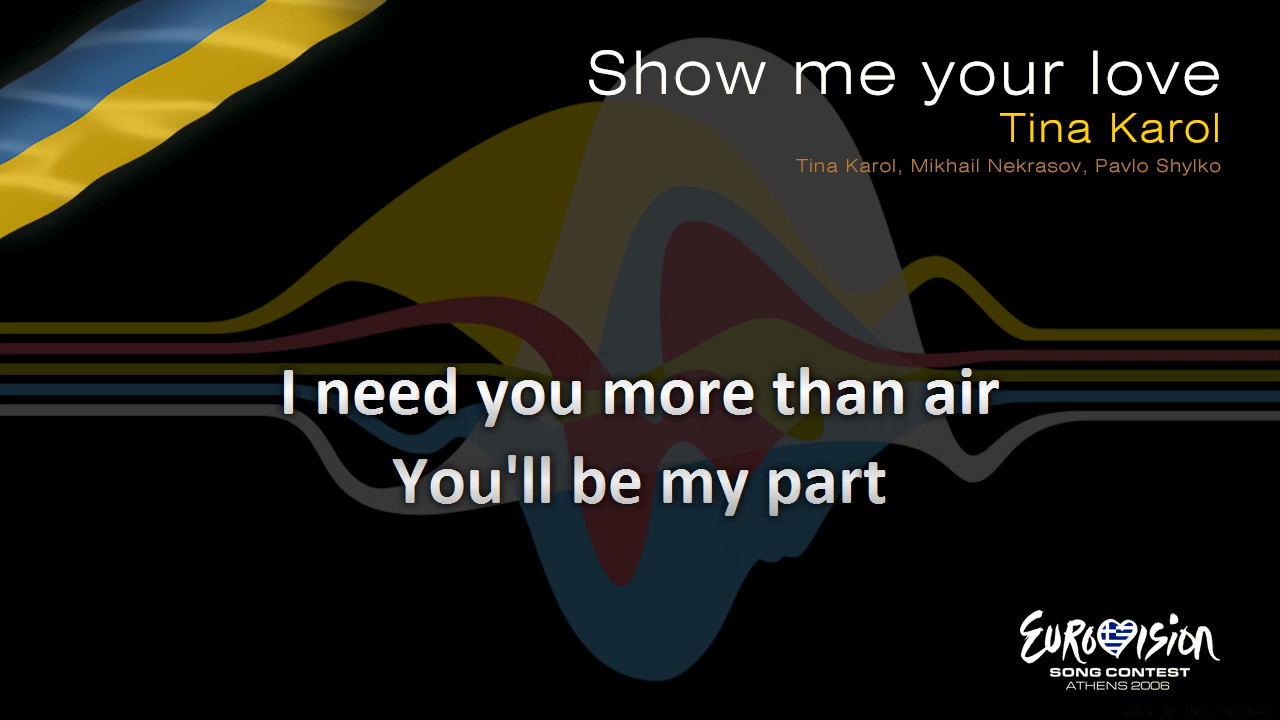 Show me your love
Tina Karol
Tina Karol, Mikhail Nekrasov, Pavlo Shylko
I need you more than air
You'll be my part
EUROVISION
SONG CONTEST
ATHENS 2006